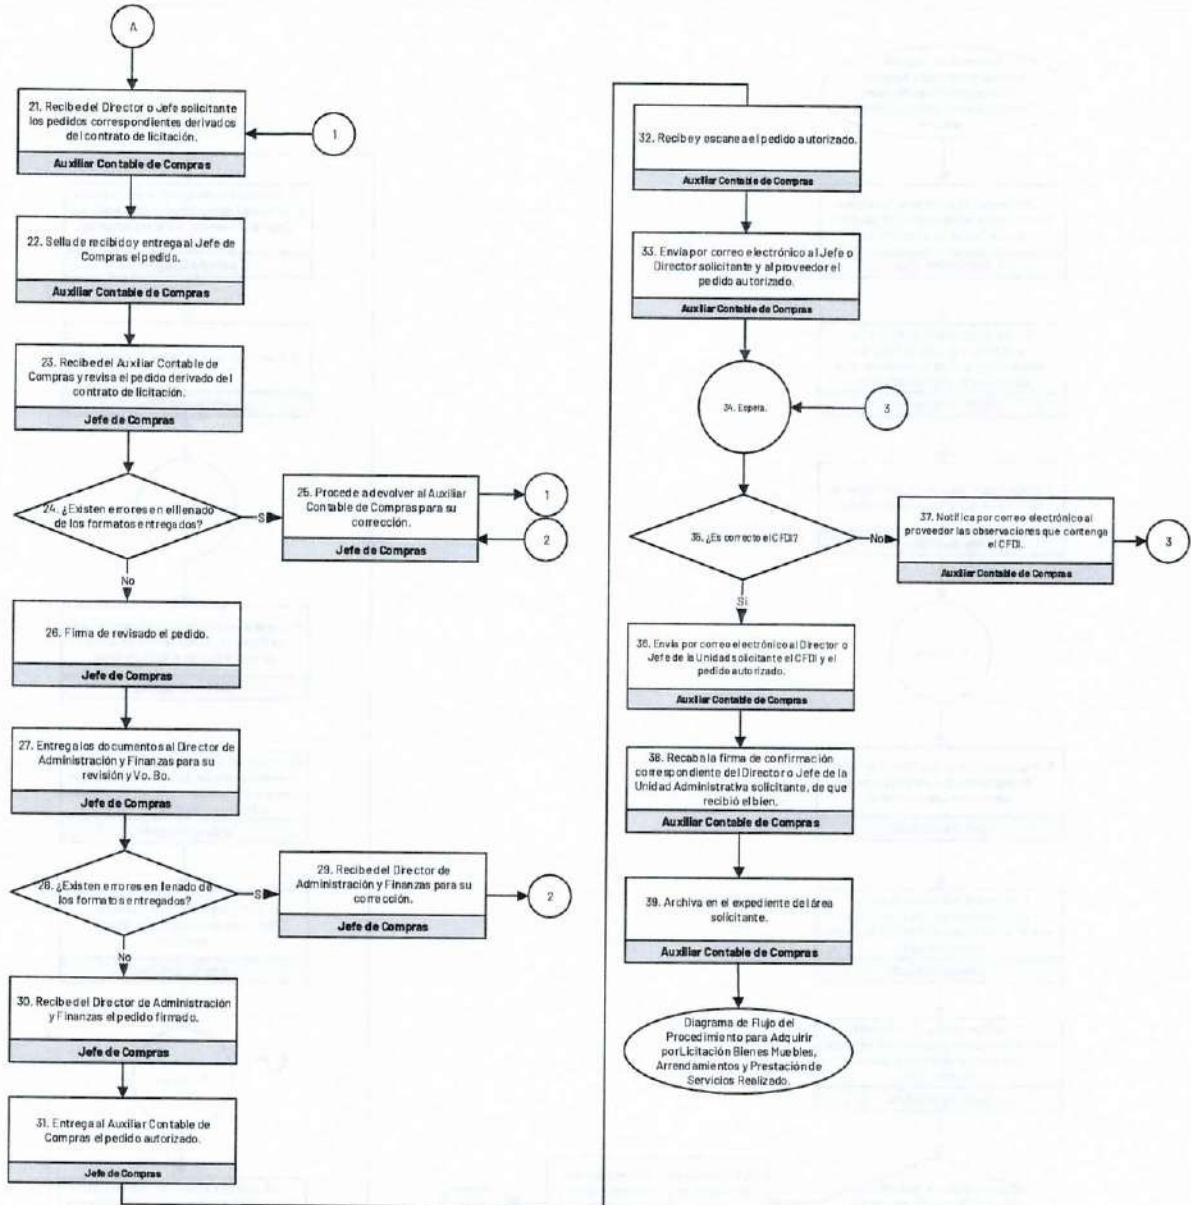 A
21. Recibe del Director o Jefe solicitante
los pedidos correspondientes derivados
del contrato de licitación.
Auxiliar Contable de Compras
1
22. Sella de recibido y entrega al Jefe de
Compras el pedido.
Auxiliar Contable de Compras
23. Recibe del Auxiliar Contable de
Compras y revisa el pedido derivado del
contrato de licitación.
Jefe de Compras
24. ¿Existen errores en el llenado
de los formatos entregados?
Si
25. Procede a devolver al Auxiliar
Contable de Compras para su
corrección.
Jefe de Compras
1
2
No
26. Firma de revisado el pedido.
Jefe de Compras
27. Entrega los documentos al Director de
Administración y Finanzas para su
revisión y Vo. Bo.
Jefe de Compras
28. ¿Existen errores en lenado de
los formatos entregados?
Si
29. Recibe del Director de
Administración y Finanzas para su
corrección.
Jefe de Compras
2
No
30. Recibe del Director de Administración
y Finanzas el pedido firmado.
Jefe de Compras
31. Entrega al Auxiliar Contable de
Compras el pedido autorizado.
Jefe de Compras
32. Recibe y escanea el pedido autorizado.
Auxiliar Contable de Compras
33. Envía por correo electrónico al Jefe o
Director solicitante y al proveedor el
pedido autorizado.
Auxiliar Contable de Compras
34. Espera.
3
35. ¿Es correcto el CFDI?
No
37. Notifica por correo electrónico al
proveedor las observaciones que contenga
el CFDI.
Auxiliar Contable de Compras
3
Si
36. Envía por correo electrónico al Director o
Jefe de la Unidad solicitante el CFDI y el
pedido autorizado.
Auxiliar Contable de Compras
38. Recaba la firma de confirmación
correspondiente del Director o Jefe de la
Unidad Administrativa solicitante, de que
recibió el bien.
Auxiliar Contable de Compras
39. Archiva en el expediente del área
solicitante.
Auxiliar Contable de Compras
Diagrama de Flujo del
Procedimiento para Adquirir
por Licitación Bienes Muebles,
Arrendamientos y Prestación de
Servicios Realizado.